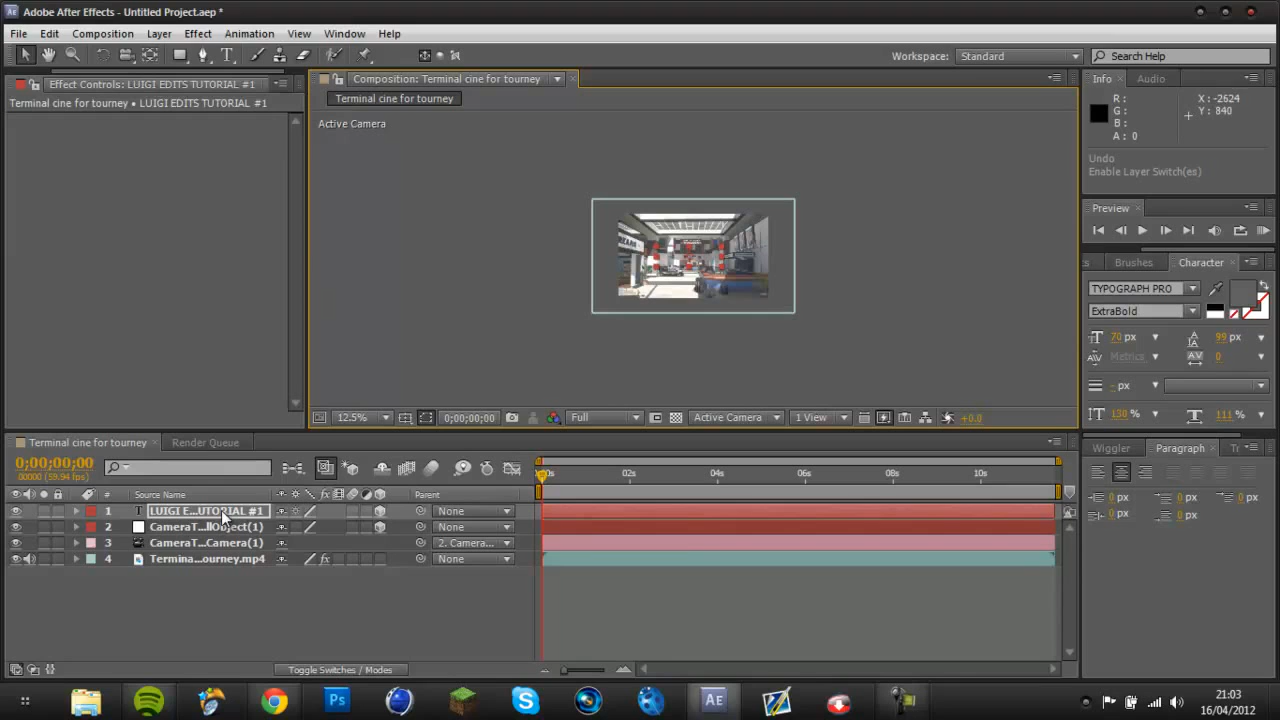 Adobe After Effects - Untitled Project.aep *
File Edit Composition Layer Effect Animation View Window Help
Workspace: Standard Search Help
Effect Controls: LUIGI EDITS TUTORIAL #1
Terminal cine for tourney • LUIGI EDITS TUTORIAL #1
Composition: Terminal cine for tourney
Terminal cine for tourney
Active Camera
Info Audio
R: X: -2624
G: Y: 840
B:
A: 0
Undo
Enable Layer Switch(es)
Preview
Brushes Character
TYPOGRAPH PRO
ExtraBold
70 px 99 px
Metrics 0
- px
130 % 111 %
12.5% 0;00;00;00 Full Active Camera 1 View +0.0
Terminal cine for tourney Render Queue
0;00;00;00
00000 (59.94 fps)
02s 04s 06s 08s 10s
# Source Name Parent
1 T LUIGI E...UTORIAL #1 None
2 CameraT...llObject(1) None
3 CameraT...Camera(1) 2. Camera...
4 Termina...ourney.mp4 None
Toggle Switches / Modes
Wiggler Paragraph Tr
0 px 0 px 0 px
0 px 0 px
Ps Ae
21:03
16/04/2012